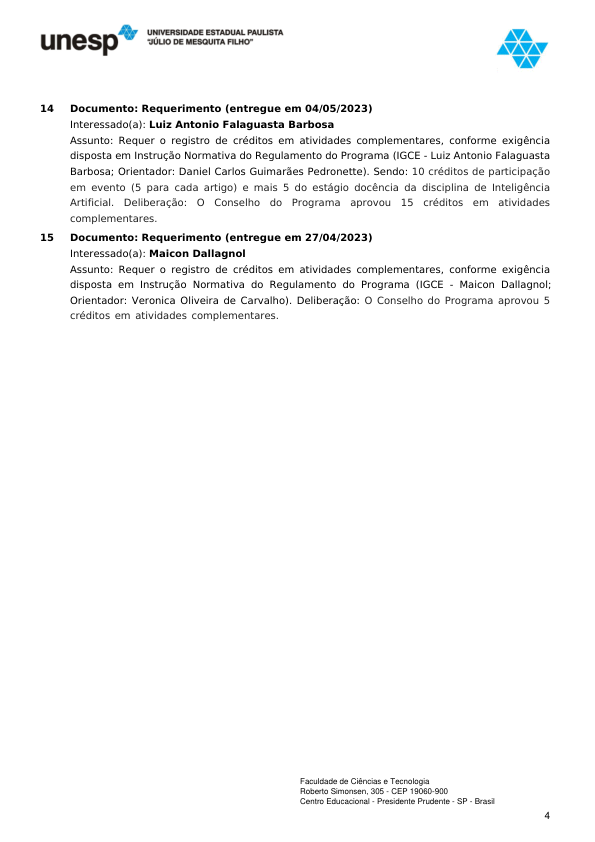 unesp
UNIVERSIDADE ESTADUAL PAULISTA
"JÚLIO DE MESQUITA FILHO"
14 Documento: Requerimento (entregue em 04/05/2023)
Interessado(a): Luiz Antonio Falaguasta Barbosa
Assunto: Requer o registro de créditos em atividades complementares, conforme exigência
disposta em Instrução Normativa do Regulamento do Programa (IGCE - Luiz Antonio Falaguasta
Barbosa; Orientador: Daniel Carlos Guimarães Pedronette). Sendo: 10 créditos de participação
em evento (5 para cada artigo) e mais 5 do estágio docência da disciplina de Inteligência
Artificial. Deliberação: O Conselho do Programa aprovou 15 créditos em atividades
complementares.
15 Documento: Requerimento (entregue em 27/04/2023)
Interessado(a): Maicon Dallagnol
Assunto: Requer o registro de créditos em atividades complementares, conforme exigência
disposta em Instrução Normativa do Regulamento do Programa (IGCE - Maicon Dallagnol;
Orientador: Veronica Oliveira de Carvalho). Deliberação: O Conselho do Programa aprovou 5
créditos em atividades complementares.
Faculdade de Ciências e Tecnologia
Roberto Simonsen, 305 - CEP 19060-900
Centro Educacional - Presidente Prudente - SP - Brasil
4